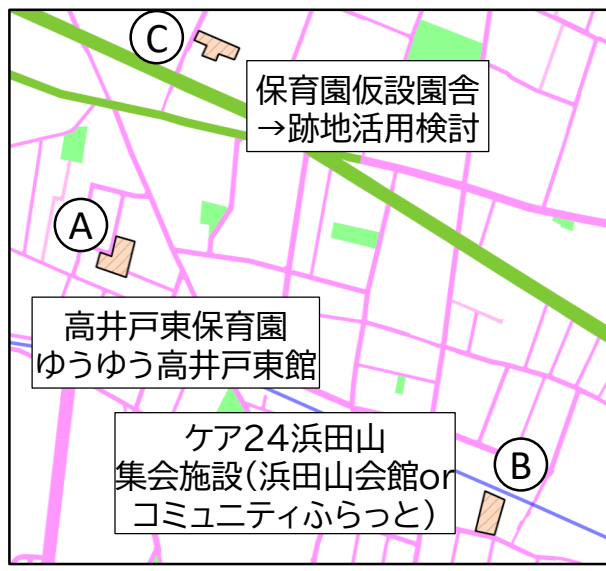 C
保育園仮設園舎
→跡地活用検討
A
高井戸東保育園
ゆうゆう高井戸東館
ケア24浜田山
集会施設（浜田山会館or
コミュニティふらっと）
B